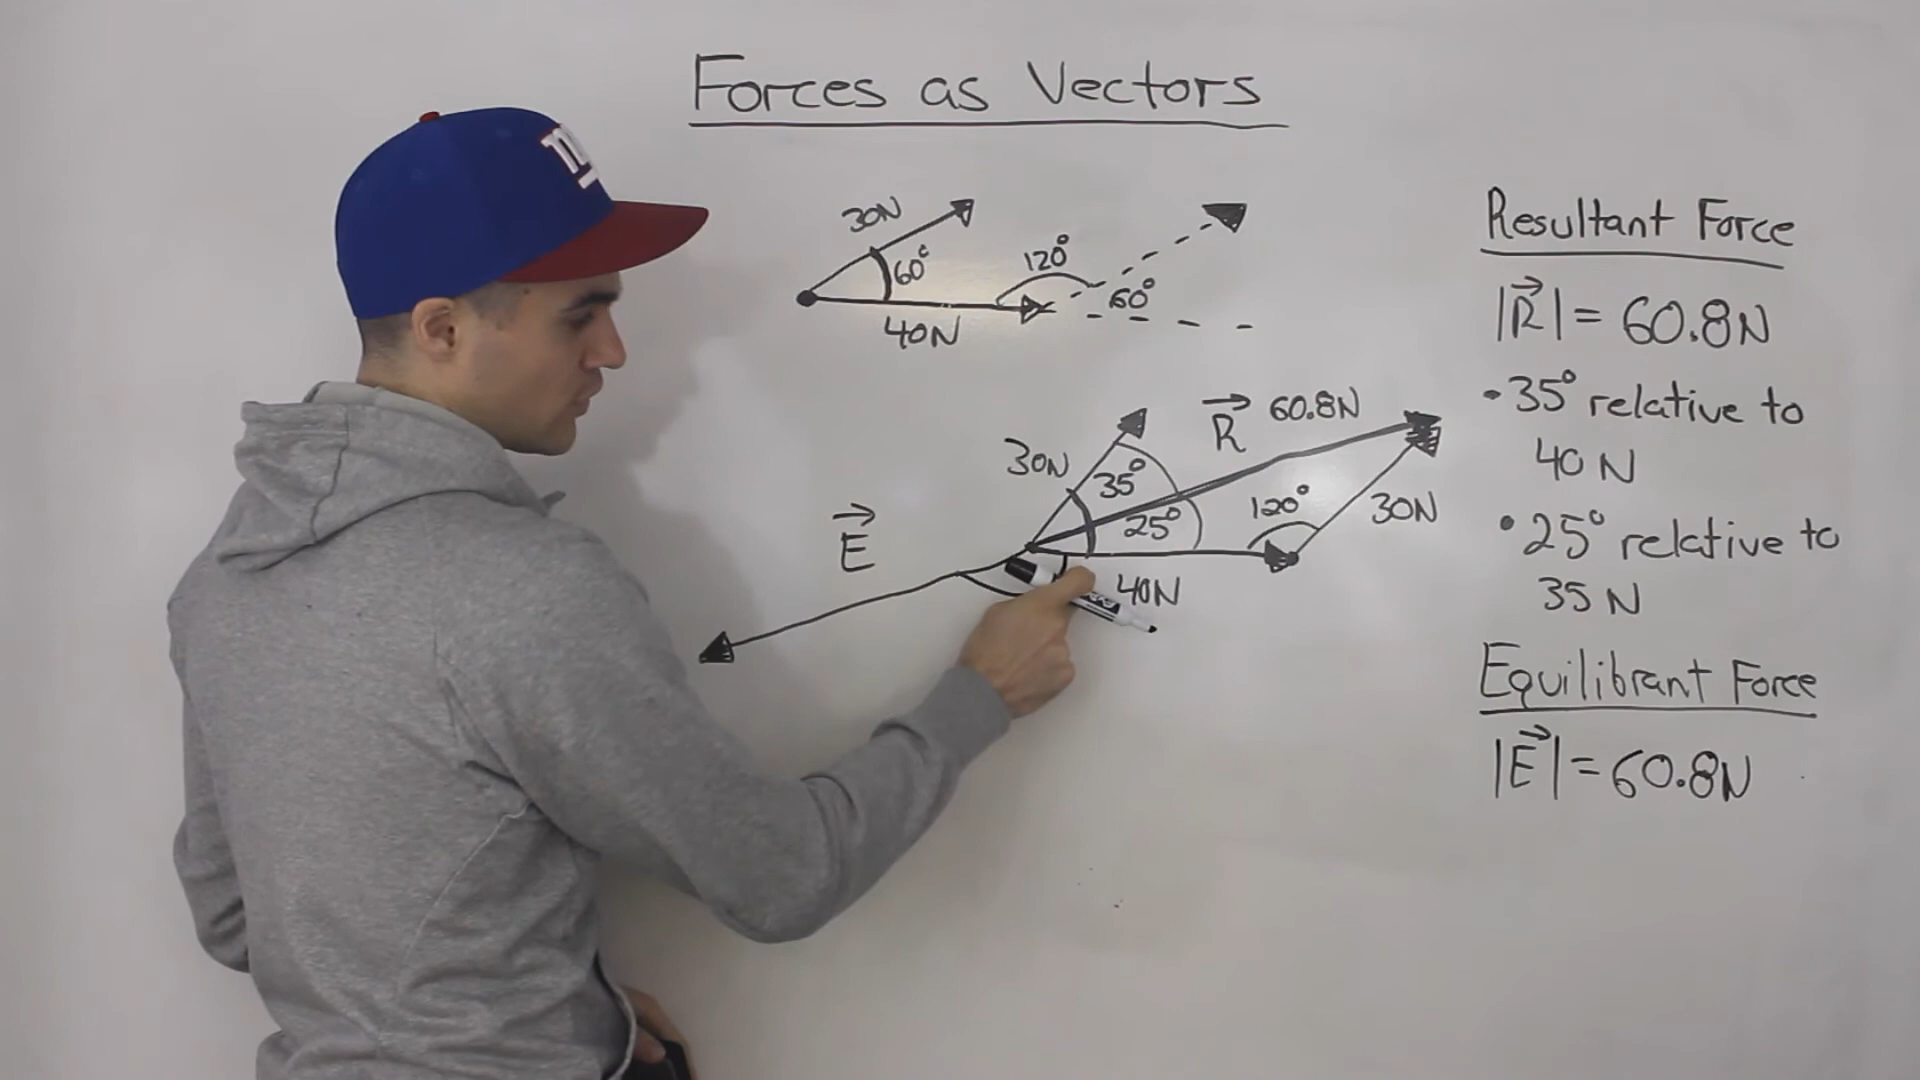 Forces as Vectors
30N
60°
40N
120°
60°
30N
35°
25°
R
60.8N
120°
30N
40N
E
Resultant Force
|R| = 60.8N
• 35° relative to
40 N
• 25° relative to
35 N
Equilibrant Force
|E| = 60.8N
ny